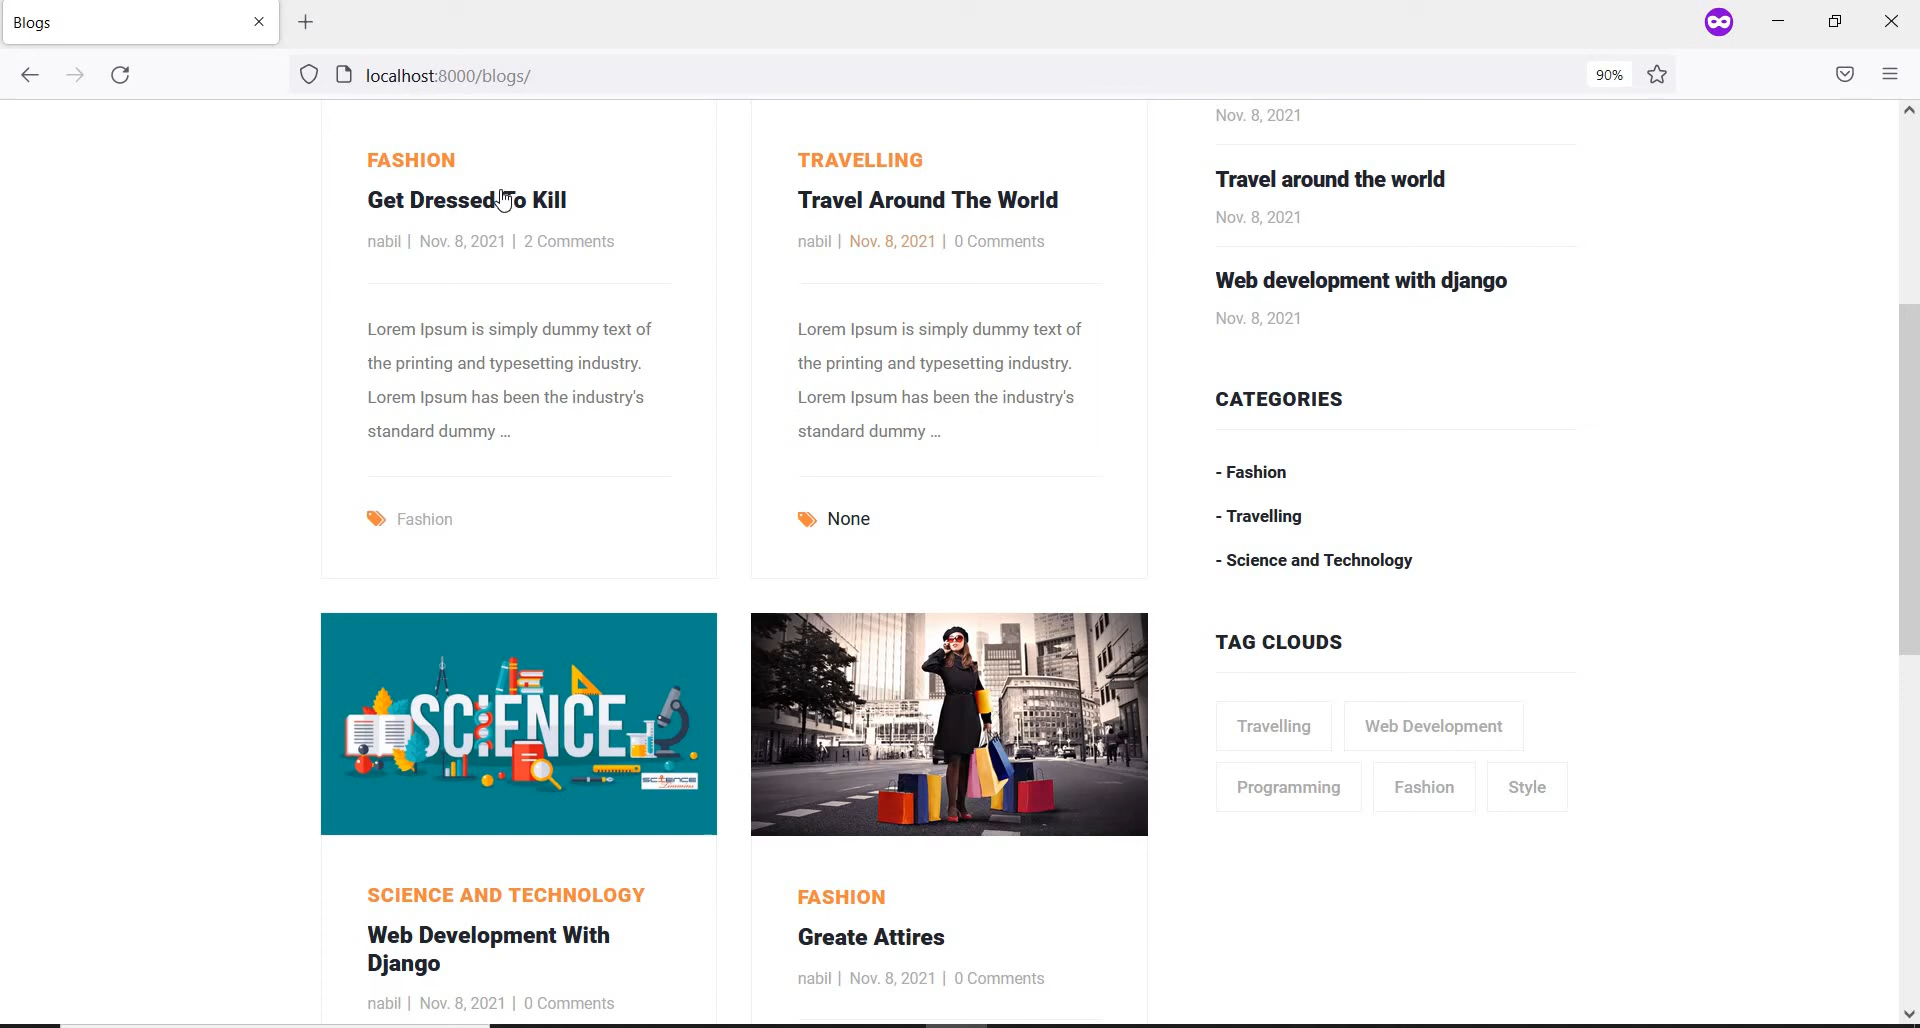 Blogs
localhost:8000/blogs/
90%
FASHION
Get Dressed To Kill
nabil | Nov. 8, 2021 | 2 Comments
Lorem Ipsum is simply dummy text of
the printing and typesetting industry.
Lorem Ipsum has been the industry's
standard dummy ...
Fashion
TRAVELLING
Travel Around The World
nabil | Nov. 8, 2021 | 0 Comments
Lorem Ipsum is simply dummy text of
the printing and typesetting industry.
Lorem Ipsum has been the industry's
standard dummy ...
None
SCIENCE
SCIENCE
SCIENCE AND TECHNOLOGY
Web Development With
Django
nabil | Nov. 8, 2021 | 0 Comments
FASHION
Greate Attires
nabil | Nov. 8, 2021 | 0 Comments
Nov. 8, 2021
Travel around the world
Nov. 8, 2021
Web development with django
Nov. 8, 2021
CATEGORIES
- Fashion
- Travelling
- Science and Technology
TAG CLOUDS
Travelling
Web Development
Programming
Fashion
Style